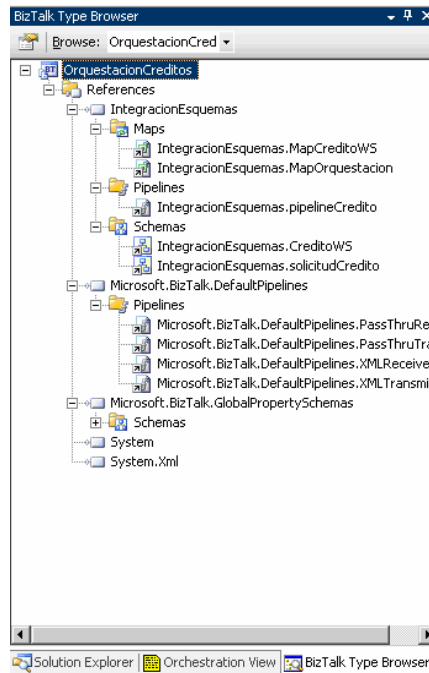 BizTalk Type Browser
Browse: OrquestacionCred
OrquestacionCreditos
References
IntegracionEsquemas
Maps
IntegracionEsquemas.MapCreditoWS
IntegracionEsquemas.MapOrquestacion
Pipelines
IntegracionEsquemas.pipelineCredito
Schemas
IntegracionEsquemas.CreditoWS
IntegracionEsquemas.solicitudCredito
Microsoft.BizTalk.DefaultPipelines
Pipelines
Microsoft.BizTalk.DefaultPipelines.PassThruRe
Microsoft.BizTalk.DefaultPipelines.PassThruTra
Microsoft.BizTalk.DefaultPipelines.XMLReceive
Microsoft.BizTalk.DefaultPipelines.XMLTransmi
Microsoft.BizTalk.GlobalPropertySchemas
Schemas
System
System.Xml
Solution Explorer Orchestration View BizTalk Type Browser